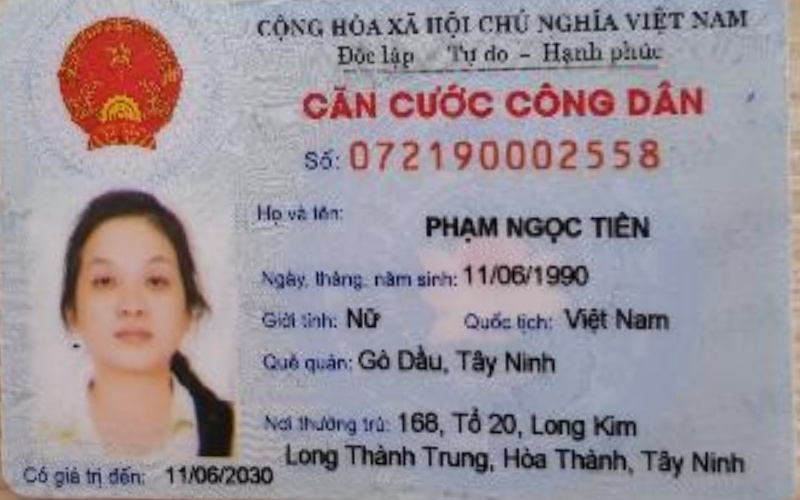 CỘNG HÒA XÃ HỘI CHỦ NGHĨA VIỆT NAM
Độc lập - Tự do - Hạnh phúc
CĂN CƯỚC CÔNG DÂN
Số: 072190002558
Họ và tên:
PHẠM NGỌC TIÊN
Ngày, tháng, năm sinh: 11/06/1990
Giới tính: Nữ Quốc tịch: Việt Nam
Quê quán: Gò Dầu, Tây Ninh
Nơi thường trú: 168, Tổ 20, Long Kim
Long Thành Trung, Hòa Thành, Tây Ninh
Có giá trị đến: 11/06/2030